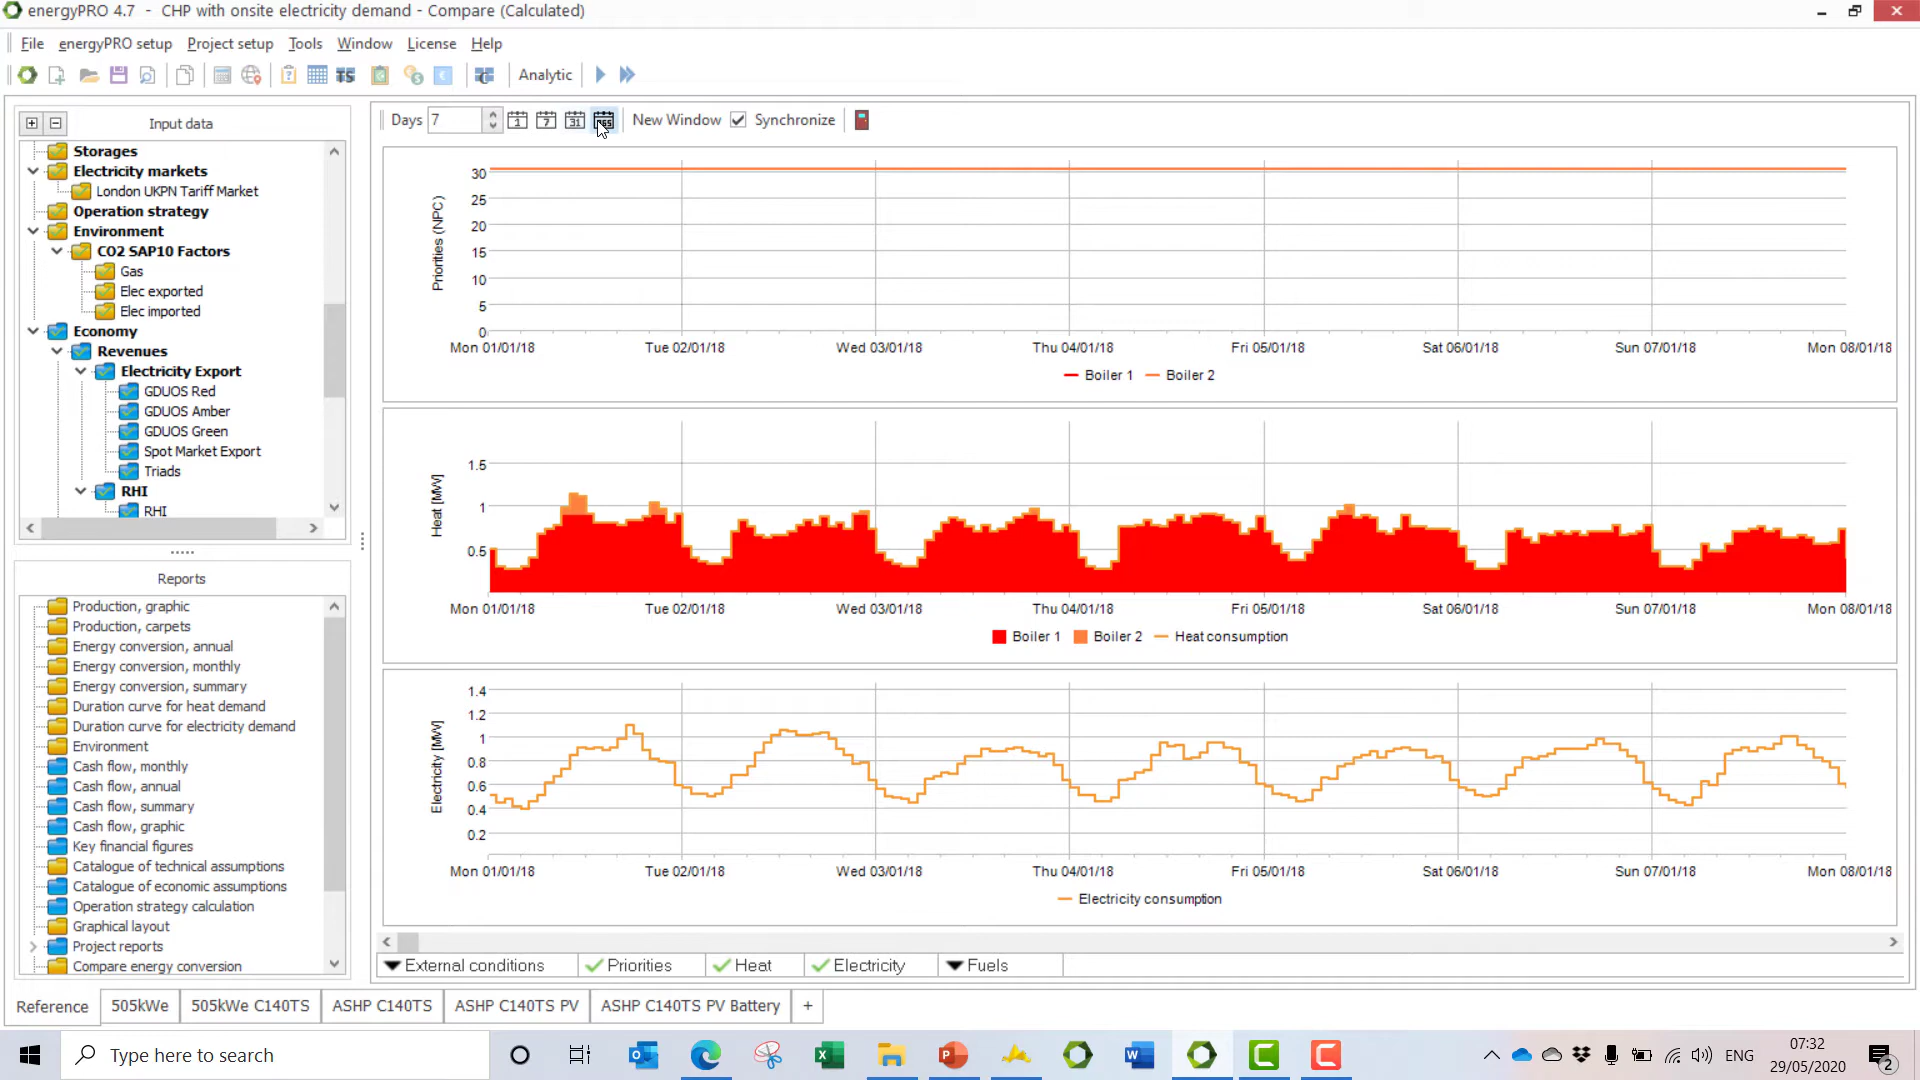 energyPRO 4.7 - CHP with onsite electricity demand - Compare (Calculated)
File energyPRO setup Project setup Tools Window License Help
TS Analytic
Input data
Storages
Electricity markets
London UKPN Tariff Market
Operation strategy
Environment
CO2 SAP10 Factors
Gas
Elec exported
Elec imported
Economy
Revenues
Electricity Export
GDUOS Red
GDUOS Amber
GDUOS Green
Spot Market Export
Triads
RHI
RHI
Reports
Production, graphic
Production, carpets
Energy conversion, annual
Energy conversion, monthly
Energy conversion, summary
Duration curve for heat demand
Duration curve for electricity demand
Environment
Cash flow, monthly
Cash flow, annual
Cash flow, summary
Cash flow, graphic
Key financial figures
Catalogue of technical assumptions
Catalogue of economic assumptions
Operation strategy calculation
Graphical layout
Project reports
Compare energy conversion
Days 7 1 7 31 New Window Synchronize
Priorities (NPC)
30
25
20
15
10
5
0
Mon 01/01/18 Tue 02/01/18 Wed 03/01/18 Thu 04/01/18 Fri 05/01/18 Sat 06/01/18 Sun 07/01/18 Mon 08/01/18
Boiler 1 Boiler 2
Heat [MW]
1.5
1
0.5
Mon 01/01/18 Tue 02/01/18 Wed 03/01/18 Thu 04/01/18 Fri 05/01/18 Sat 06/01/18 Sun 07/01/18 Mon 08/01/18
Boiler 1 Boiler 2 Heat consumption
Electricity [MW]
1.4
1.2
1
0.8
0.6
0.4
0.2
Mon 01/01/18 Tue 02/01/18 Wed 03/01/18 Thu 04/01/18 Fri 05/01/18 Sat 06/01/18 Sun 07/01/18 Mon 08/01/18
Electricity consumption
External conditions Priorities Heat Electricity Fuels
Reference 505kWe 505kWe C140TS ASHP C140TS ASHP C140TS PV ASHP C140TS PV Battery +
Type here to search
ENG
07:32
29/05/2020
2